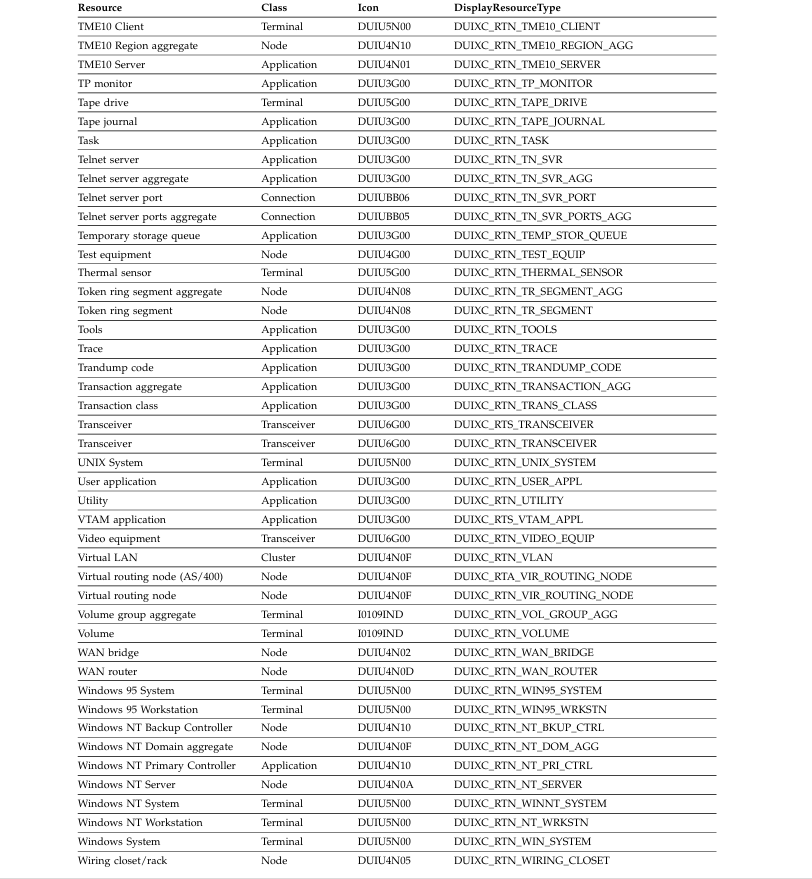 Resource Class Icon DisplayResourceType
TME10 Client Terminal DUIU5N00 DUIXC_RTN_TME10_CLIENT
TME10 Region aggregate Node DUIU4N10 DUIXC_RTN_TME10_REGION_AGG
TME10 Server Application DUIU4N01 DUIXC_RTN_TME10_SERVER
TP monitor Application DUIU3G00 DUIXC_RTN_TP_MONITOR
Tape drive Terminal DUIU5G00 DUIXC_RTN_TAPE_DRIVE
Tape journal Application DUIU3G00 DUIXC_RTN_TAPE_JOURNAL
Task Application DUIU3G00 DUIXC_RTN_TASK
Telnet server Application DUIU3G00 DUIXC_RTN_TN_SVR
Telnet server aggregate Application DUIU3G00 DUIXC_RTN_TN_SVR_AGG
Telnet server port Connection DUIUBB06 DUIXC_RTN_TN_SVR_PORT
Telnet server ports aggregate Connection DUIUBB05 DUIXC_RTN_TN_SVR_PORTS_AGG
Temporary storage queue Application DUIU3G00 DUIXC_RTN_TEMP_STOR_QUEUE
Test equipment Node DUIU4G00 DUIXC_RTN_TEST_EQUIP
Thermal sensor Terminal DUIU5G00 DUIXC_RTN_THERMAL_SENSOR
Token ring segment aggregate Node DUIU4N08 DUIXC_RTN_TR_SEGMENT_AGG
Token ring segment Node DUIU4N08 DUIXC_RTN_TR_SEGMENT
Tools Application DUIU3G00 DUIXC_RTN_TOOLS
Trace Application DUIU3G00 DUIXC_RTN_TRACE
Trandump code Application DUIU3G00 DUIXC_RTN_TRANDUMP_CODE
Transaction aggregate Application DUIU3G00 DUIXC_RTN_TRANSACTION_AGG
Transaction class Application DUIU3G00 DUIXC_RTN_TRANS_CLASS
Transceiver Transceiver DUIU6G00 DUIXC_RTS_TRANSCEIVER
Transceiver Transceiver DUIU6G00 DUIXC_RTN_TRANSCEIVER
UNIX System Terminal DUIU5N00 DUIXC_RTN_UNIX_SYSTEM
User application Application DUIU3G00 DUIXC_RTN_USER_APPL
Utility Application DUIU3G00 DUIXC_RTN_UTILITY
VTAM application Application DUIU3G00 DUIXC_RTS_VTAM_APPL
Video equipment Transceiver DUIU6G00 DUIXC_RTN_VIDEO_EQUIP
Virtual LAN Cluster DUIU4N0F DUIXC_RTN_VLAN
Virtual routing node (AS/400) Node DUIU4N0F DUIXC_RTA_VIR_ROUTING_NODE
Virtual routing node Node DUIU4N0F DUIXC_RTN_VIR_ROUTING_NODE
Volume group aggregate Terminal I0109IND DUIXC_RTN_VOL_GROUP_AGG
Volume Terminal I0109IND DUIXC_RTN_VOLUME
WAN bridge Node DUIU4N02 DUIXC_RTN_WAN_BRIDGE
WAN router Node DUIU4N0D DUIXC_RTN_WAN_ROUTER
Windows 95 System Terminal DUIU5N00 DUIXC_RTN_WIN95_SYSTEM
Windows 95 Workstation Terminal DUIU5N00 DUIXC_RTN_WIN95_WRKSTN
Windows NT Backup Controller Node DUIU4N10 DUIXC_RTN_NT_BKUP_CTRL
Windows NT Domain aggregate Node DUIU4N0F DUIXC_RTN_NT_DOM_AGG
Windows NT Primary Controller Application DUIU4N10 DUIXC_RTN_NT_PRI_CTRL
Windows NT Server Node DUIU4N0A DUIXC_RTN_NT_SERVER
Windows NT System Terminal DUIU5N00 DUIXC_RTN_WINNT_SYSTEM
Windows NT Workstation Terminal DUIU5N00 DUIXC_RTN_NT_WRKSTN
Windows System Terminal DUIU5N00 DUIXC_RTN_WIN_SYSTEM
Wiring closet/rack Node DUIU4N05 DUIXC_RTN_WIRING_CLOSET